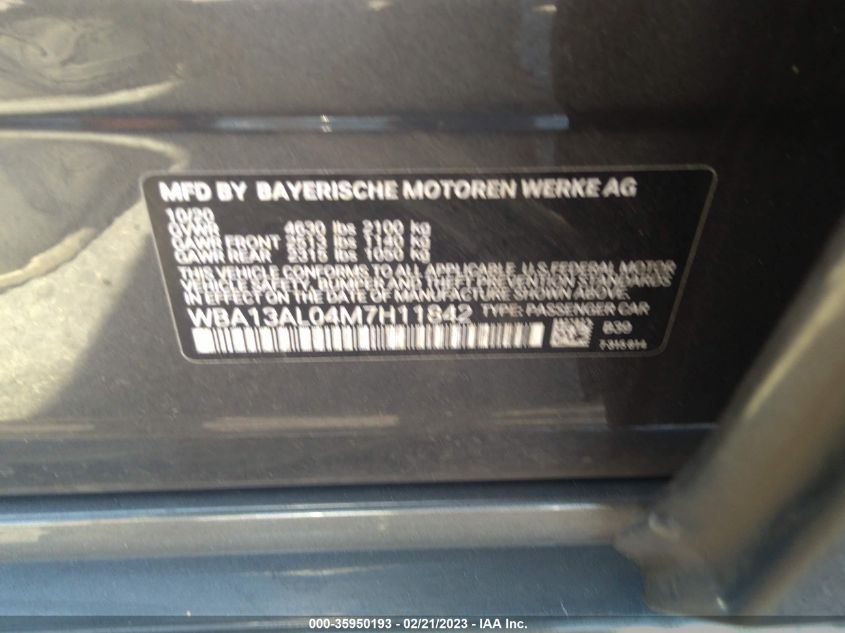 MFD BY BAYERISCHE MOTOREN WERKE AG
10/20
GVWR 4630 lbs 2100 kg
GAWR FRONT 2513 lbs 1140 kg
GAWR REAR 2315 lbs 1050 kg
THIS VEHICLE CONFORMS TO ALL APPLICABLE U.S. FEDERAL MOTOR
VEHICLE SAFETY, BUMPER AND THEFT PREVENTION STANDARDS
IN EFFECT ON THE DATE OF MANUFACTURE SHOWN ABOVE.
WBA13AL04M7H11842 TYPE: PASSENGER CAR
B39
000-35950193 - 02/21/2023 - IAA Inc.